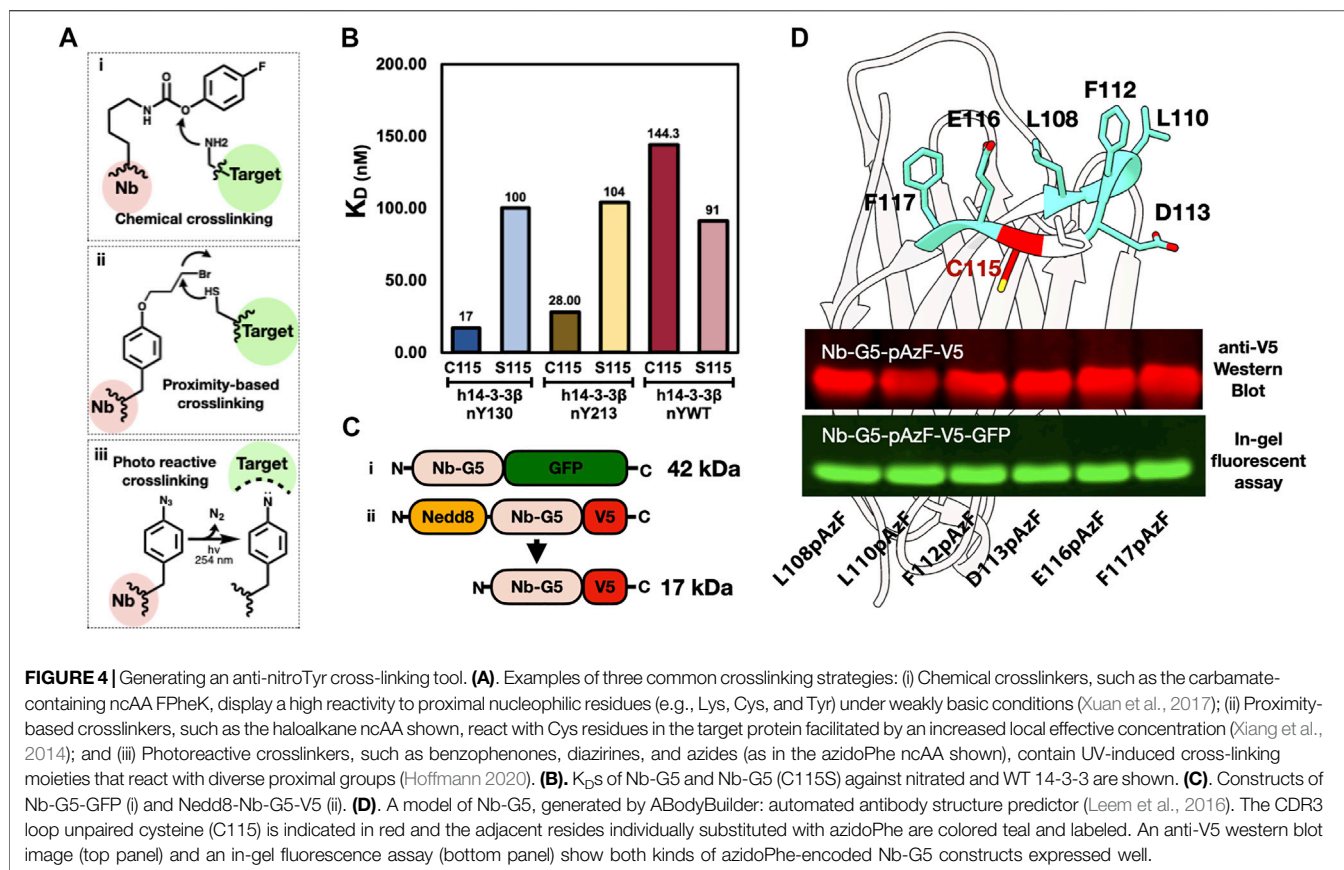 A
i
O
F
N
H
O
NH2
Nb
Target
Chemical crosslinking
ii
Br
HS
O
Target
Proximity-based
crosslinking
Nb
iii
Photo reactive
crosslinking
Target
N₃
N₂
N
hv
254 nm
Nb
B
200.00
150.00
100.00
50.00
0.00
KD (nM)
17
100
28.00
104
144.3
91
C115 S115 C115 S115 C115 S115
h14-3-3β h14-3-3β h14-3-3β
nY130 nY213 nYWT
C
i N- Nb-G5 GFP -C 42 kDa
ii N- Nedd8 Nb-G5 V5 -C
N- Nb-G5 V5 -C 17 kDa
D
F112
E116 L108 L110
F117
D113
C115
Nb-G5-pAzF-V5
anti-V5
Western
Blot
Nb-G5-pAzF-V5-GFP
In-gel
fluorescent
assay
L108pAzF
L110pAzF
F112pAzF
D113pAzF
E116pAzF
F117pAzF
FIGURE 4 | Generating an anti-nitroTyr cross-linking tool. (A). Examples of three common crosslinking strategies: (i) Chemical crosslinkers, such as the carbamate-
containing ncAA FPheK, display a high reactivity to proximal nucleophilic residues (e.g., Lys, Cys, and Tyr) under weakly basic conditions (Xuan et al., 2017); (ii) Proximity-
based crosslinkers, such as the haloalkane ncAA shown, react with Cys residues in the target protein facilitated by an increased local effective concentration (Xiang et al.,
2014); and (iii) Photoreactive crosslinkers, such as benzophenones, diazirines, and azides (as in the azidoPhe ncAA shown), contain UV-induced cross-linking
moieties that react with diverse proximal groups (Hoffmann 2020). (B). KDs of Nb-G5 and Nb-G5 (C115S) against nitrated and WT 14-3-3 are shown. (C). Constructs of
Nb-G5-GFP (i) and Nedd8-Nb-G5-V5 (ii). (D). A model of Nb-G5, generated by ABodyBuilder: automated antibody structure predictor (Leem et al., 2016). The CDR3
loop unpaired cysteine (C115) is indicated in red and the adjacent resides individually substituted with azidoPhe are colored teal and labeled. An anti-V5 western blot
image (top panel) and an in-gel fluorescence assay (bottom panel) show both kinds of azidoPhe-encoded Nb-G5 constructs expressed well.